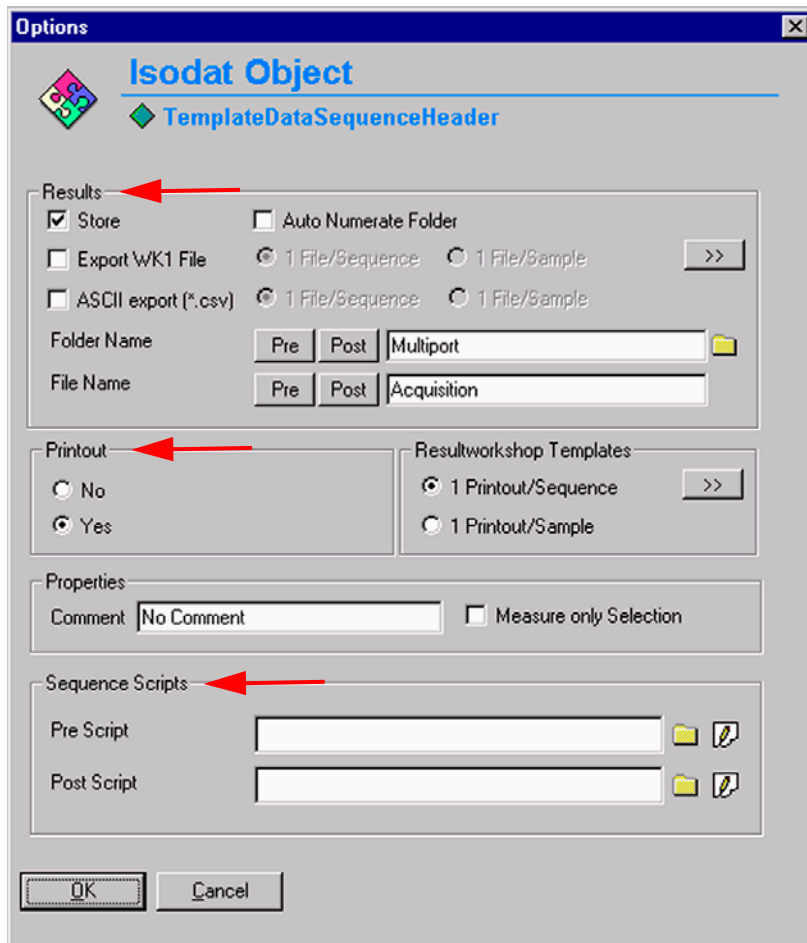 Options
Isodat Object
TemplateDataSequenceHeader
Results
Store Auto Numerate Folder
Export WK1 File 1 File/Sequence 1 File/Sample >>
ASCII export (*.csv) 1 File/Sequence 1 File/Sample
Folder Name Pre Post Multiport
File Name Pre Post Acquisition
Printout Resultworkshop Templates
No 1 Printout/Sequence >>
Yes 1 Printout/Sample
Properties
Comment No Comment Measure only Selection
Sequence Scripts
Pre Script
Post Script
OK Cancel